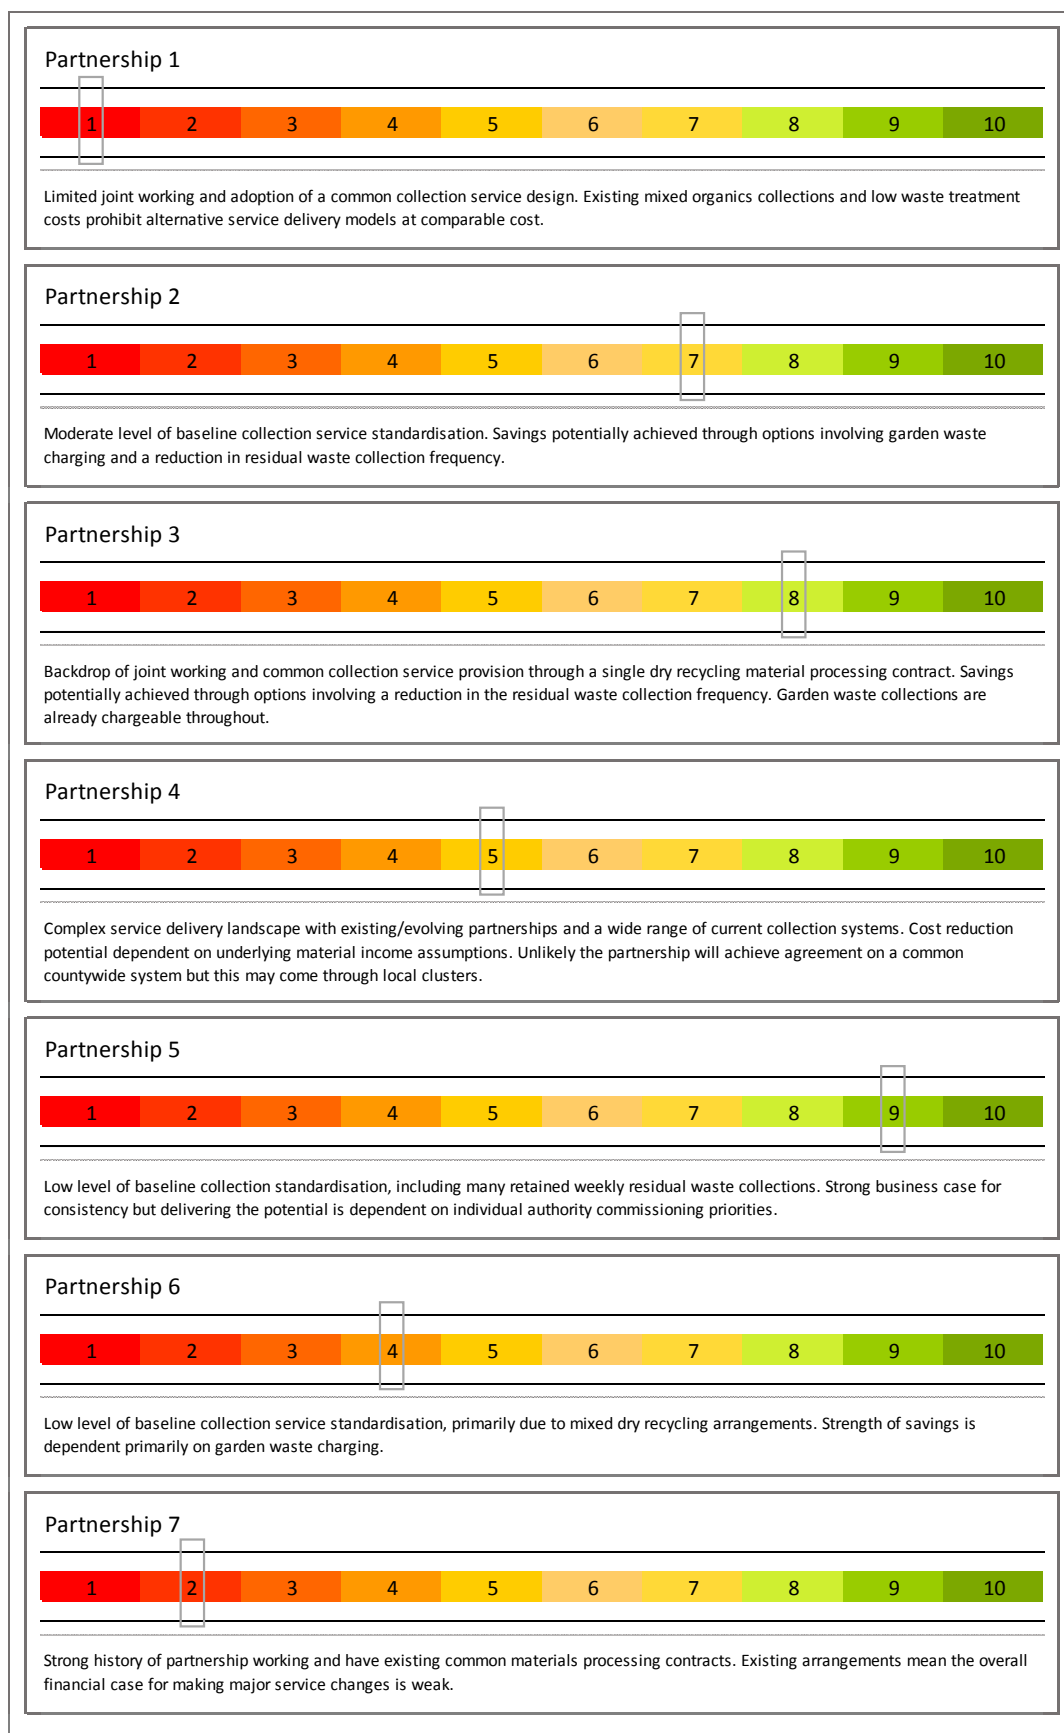 Partnership 1
1 2 3 4 5 6 7 8 9 10
Limited joint working and adoption of a common collection service design. Existing mixed organics collections and low waste treatment
costs prohibit alternative service delivery models at comparable cost.
Partnership 2
1 2 3 4 5 6 7 8 9 10
Moderate level of baseline collection service standardisation. Savings potentially achieved through options involving garden waste
charging and a reduction in residual waste collection frequency.
Partnership 3
1 2 3 4 5 6 7 8 9 10
Backdrop of joint working and common collection service provision through a single dry recycling material processing contract. Savings
potentially achieved through options involving a reduction in the residual waste collection frequency. Garden waste collections are
already chargeable throughout.
Partnership 4
1 2 3 4 5 6 7 8 9 10
Complex service delivery landscape with existing/evolving partnerships and a wide range of current collection systems. Cost reduction
potential dependent on underlying material income assumptions. Unlikely the partnership will achieve agreement on a common
countywide system but this may come through local clusters.
Partnership 5
1 2 3 4 5 6 7 8 9 10
Low level of baseline collection standardisation, including many retained weekly residual waste collections. Strong business case for
consistency but delivering the potential is dependent on individual authority commissioning priorities.
Partnership 6
1 2 3 4 5 6 7 8 9 10
Low level of baseline collection service standardisation, primarily due to mixed dry recycling arrangements. Strength of savings is
dependent primarily on garden waste charging.
Partnership 7
1 2 3 4 5 6 7 8 9 10
Strong history of partnership working and have existing common materials processing contracts. Existing arrangements mean the overall
financial case for making major service changes is weak.